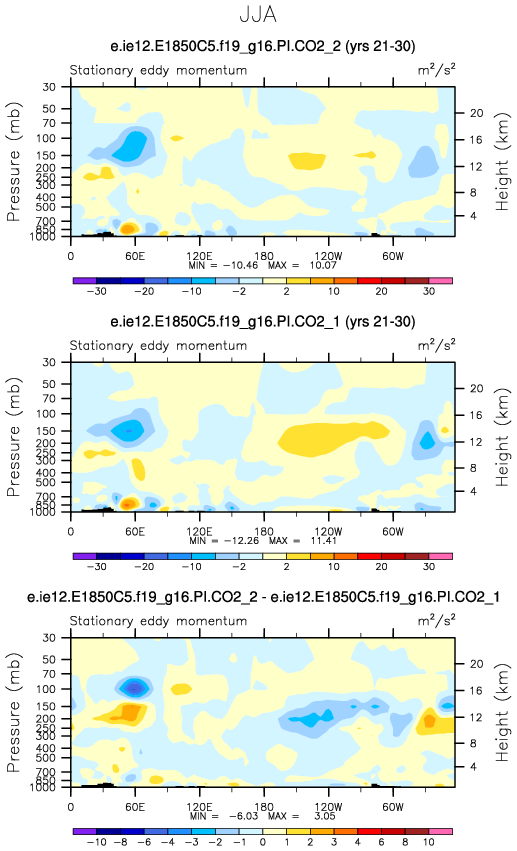 JJA
e.ie12.E1850C5.f19_g16.PI.CO2_2 (yrs 21-30)
Stationary eddy momentum m²/s²
Pressure (mb)
30
50
70
100
150
200
250
300
400
500
700
850
1000
Height (km)
20
16
12
8
4
0 60E 120E 180 120W 60W
MIN = −10.46 MAX = 10.07
−30 −20 −10 −2 2 10 20 30
e.ie12.E1850C5.f19_g16.PI.CO2_1 (yrs 21-30)
Stationary eddy momentum m²/s²
Pressure (mb)
30
50
70
100
150
200
250
300
400
500
700
850
1000
Height (km)
20
16
12
8
4
0 60E 120E 180 120W 60W
MIN = −12.26 MAX = 11.41
−30 −20 −10 −2 2 10 20 30
e.ie12.E1850C5.f19_g16.PI.CO2_2 - e.ie12.E1850C5.f19_g16.PI.CO2_1
Stationary eddy momentum m²/s²
Pressure (mb)
30
50
70
100
150
200
250
300
400
500
700
850
1000
Height (km)
20
16
12
8
4
0 60E 120E 180 120W 60W
MIN = −6.03 MAX = 3.05
−10 −8 −6 −4 −3 −2 −1 0 1 2 3 4 6 8 10